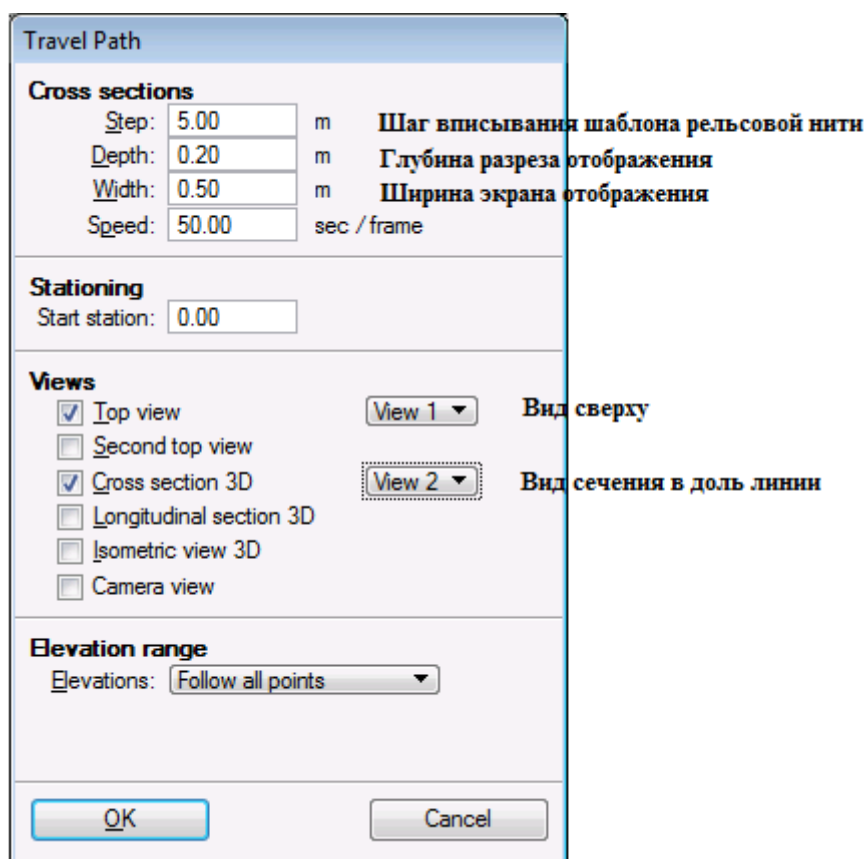 Travel Path
Cross sections
Step: 5.00 m Шаг вписывания шаблона рельсовой нити
Depth: 0.20 m Глубина разреза отображения
Width: 0.50 m Ширина экрана отображения
Speed: 50.00 sec / frame
Stationing
Start station: 0.00
Views
Top view View 1 Вид сверху
Second top view
Cross section 3D View 2 Вид сечения в доль линии
Longitudinal section 3D
Isometric view 3D
Camera view
Elevation range
Elevations: Follow all points
OK Cancel